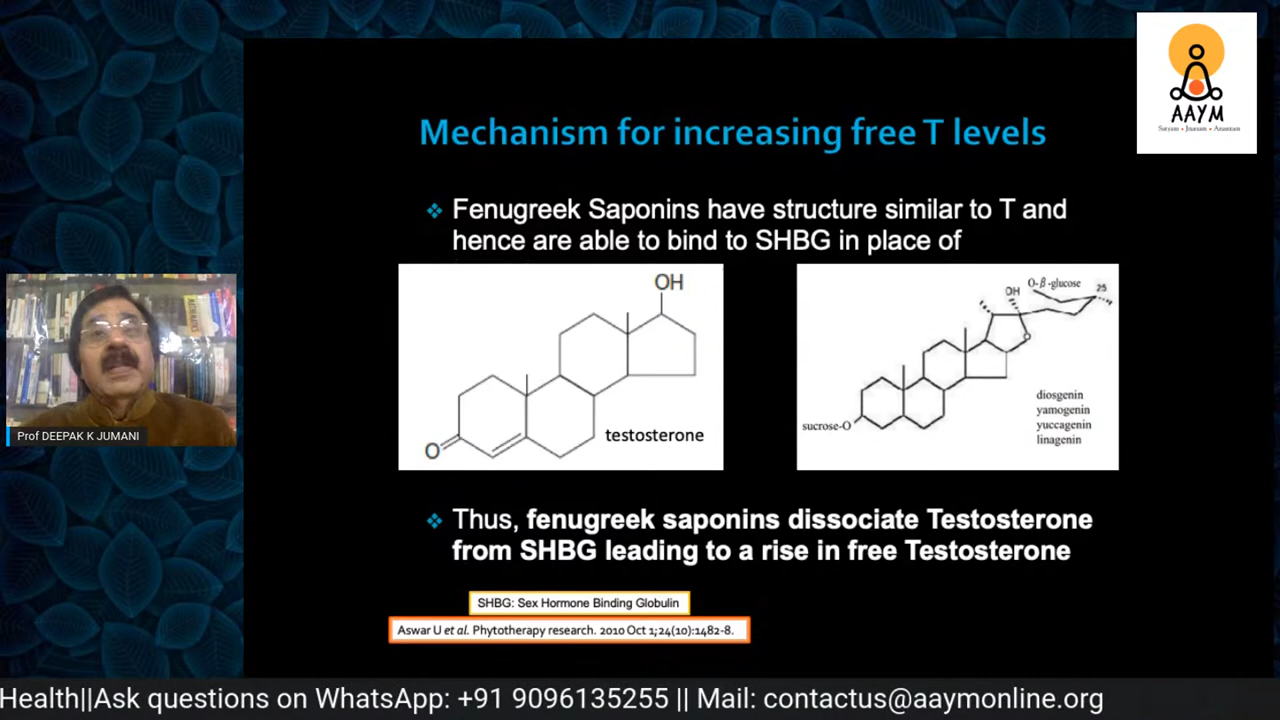 AAYM
Satyam • Jnanam • Anantam
Mechanism for increasing free T levels
Fenugreek Saponins have structure similar to T and
hence are able to bind to SHBG in place of
OH
O
testosterone
OH
O-β-glucose
25
O
sucrose-O
diosgenin
yamogenin
yuccagenin
linagenin
Prof DEEPAK K JUMANI
Thus, fenugreek saponins dissociate Testosterone
from SHBG leading to a rise in free Testosterone
SHBG: Sex Hormone Binding Globulin
Aswar U et al. Phytotherapy research. 2010 Oct 1;24(10):1482-8.
Health||Ask questions on WhatsApp: +91 9096135255 || Mail: contactus@aaymonline.org